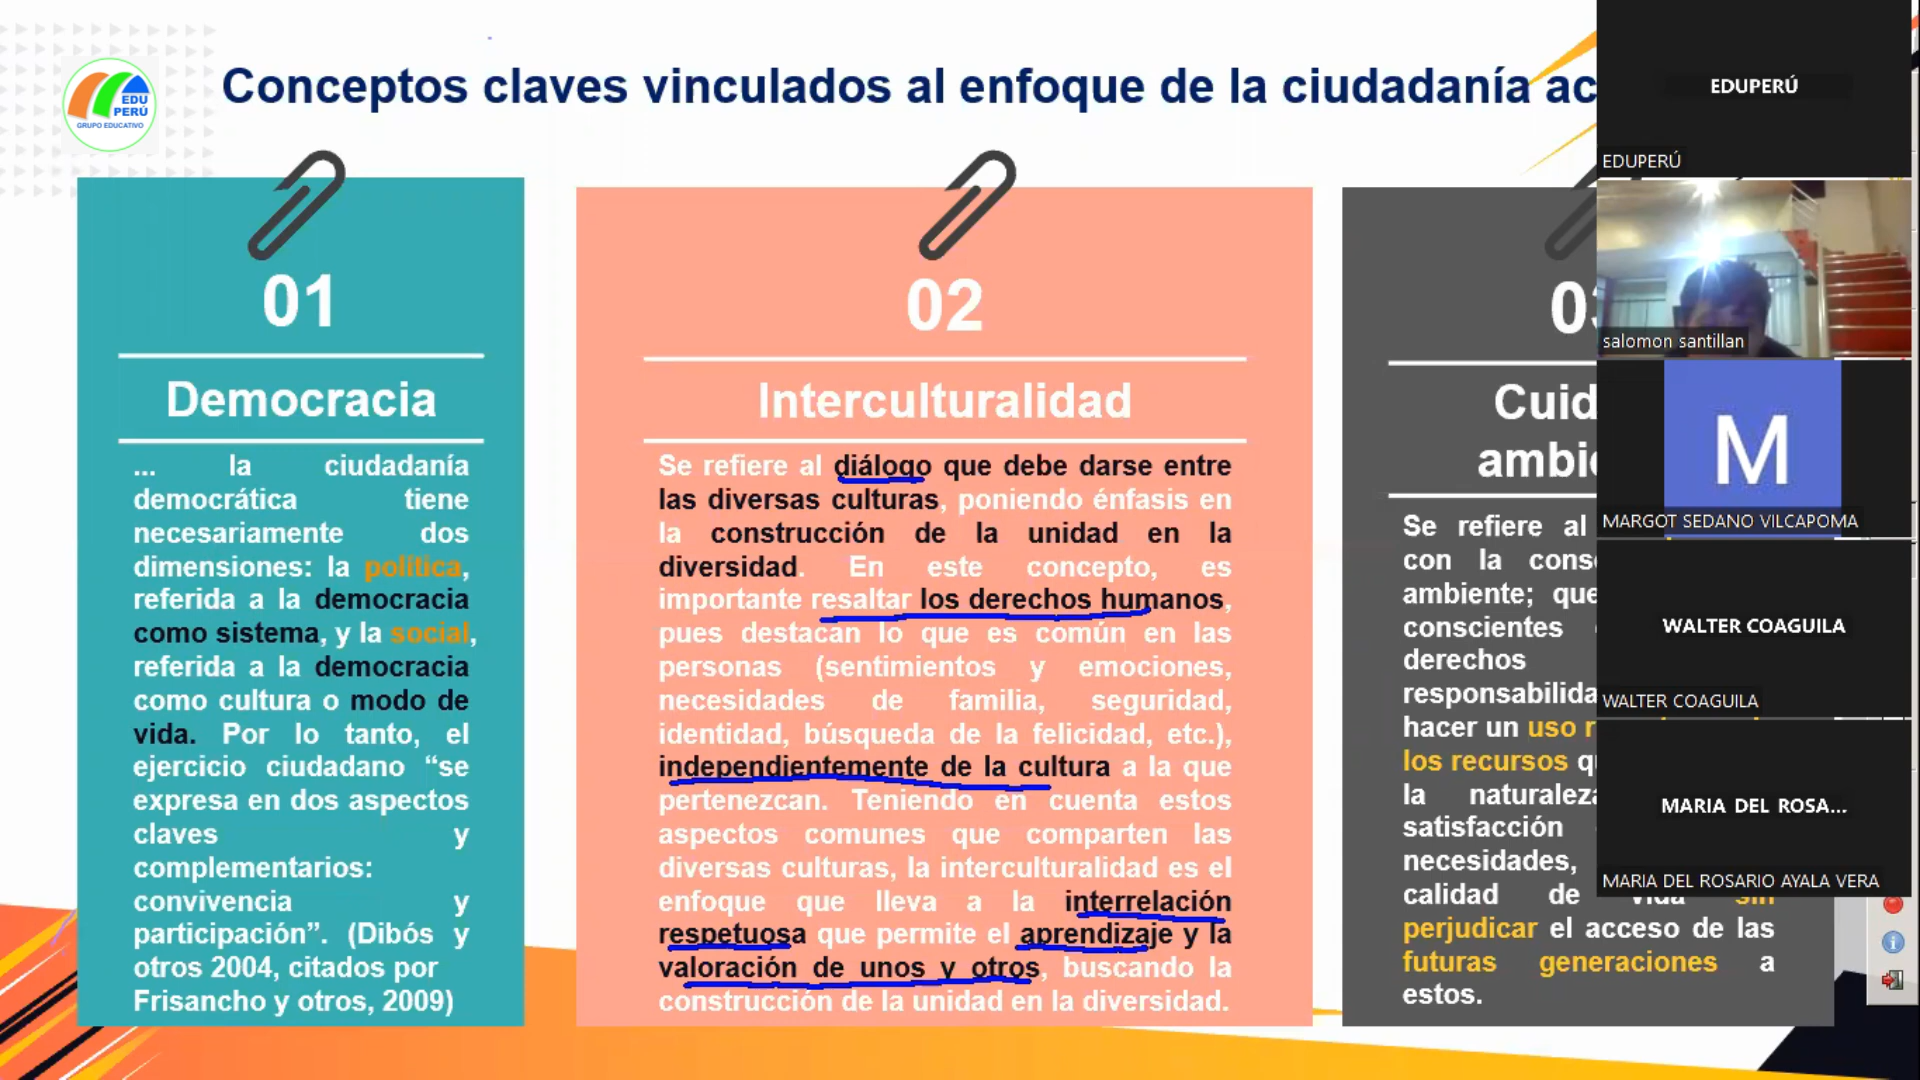 EDU
PERÚ
GRUPO EDUCATIVO
Conceptos claves vinculados al enfoque de la ciudadanía ac
01
Democracia
... la ciudadanía
democrática tiene
necesariamente dos
dimensiones: la política,
referida a la democracia
como sistema, y la social,
referida a la democracia
como cultura o modo de
vida. Por lo tanto, el
ejercicio ciudadano “se
expresa en dos aspectos
claves y
complementarios:
convivencia y
participación”. (Dibós y
otros 2004, citados por
Frisancho y otros, 2009)
02
Interculturalidad
Se refiere al diálogo que debe darse entre
las diversas culturas, poniendo énfasis en
la construcción de la unidad en la
diversidad. En este concepto, es
importante resaltar los derechos humanos,
pues destacan lo que es común en las
personas (sentimientos y emociones,
necesidades de familia, seguridad,
identidad, búsqueda de la felicidad, etc.),
independientemente de la cultura a la que
pertenezcan. Teniendo en cuenta estos
aspectos comunes que comparten las
diversas culturas, la interculturalidad es el
enfoque que lleva a la interrelación
respetuosa que permite el aprendizaje y la
valoración de unos y otros, buscando la
construcción de la unidad en la diversidad.
03
Cuid
ambie
Se refiere al
con la cons
ambiente; que
conscientes
derechos
responsabilida
hacer un uso r
los recursos q
la naturaleza
satisfacción
necesidades,
calidad de vida sin
perjudicar el acceso de las
futuras generaciones a
estos.
EDUPERÚ
EDUPERÚ
salomon santillan
M
MARGOT SEDANO VILCAPOMA
WALTER COAGUILA
WALTER COAGUILA
MARIA DEL ROSA...
MARIA DEL ROSARIO AYALA VERA